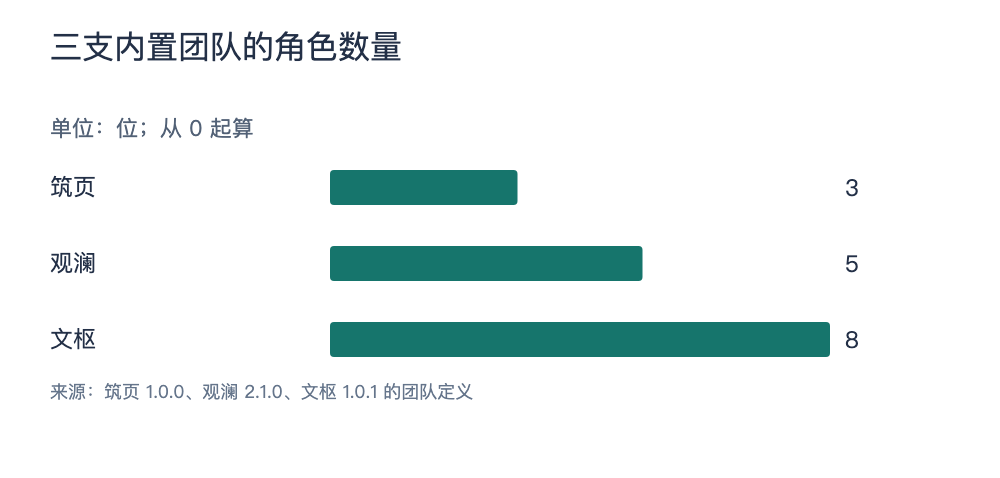 三支内置团队的角色数量
单位：位；从 0 起算
筑页 3
观澜 5
文枢 8
来源：筑页 1.0.0、观澜 2.1.0、文枢 1.0.1 的团队定义